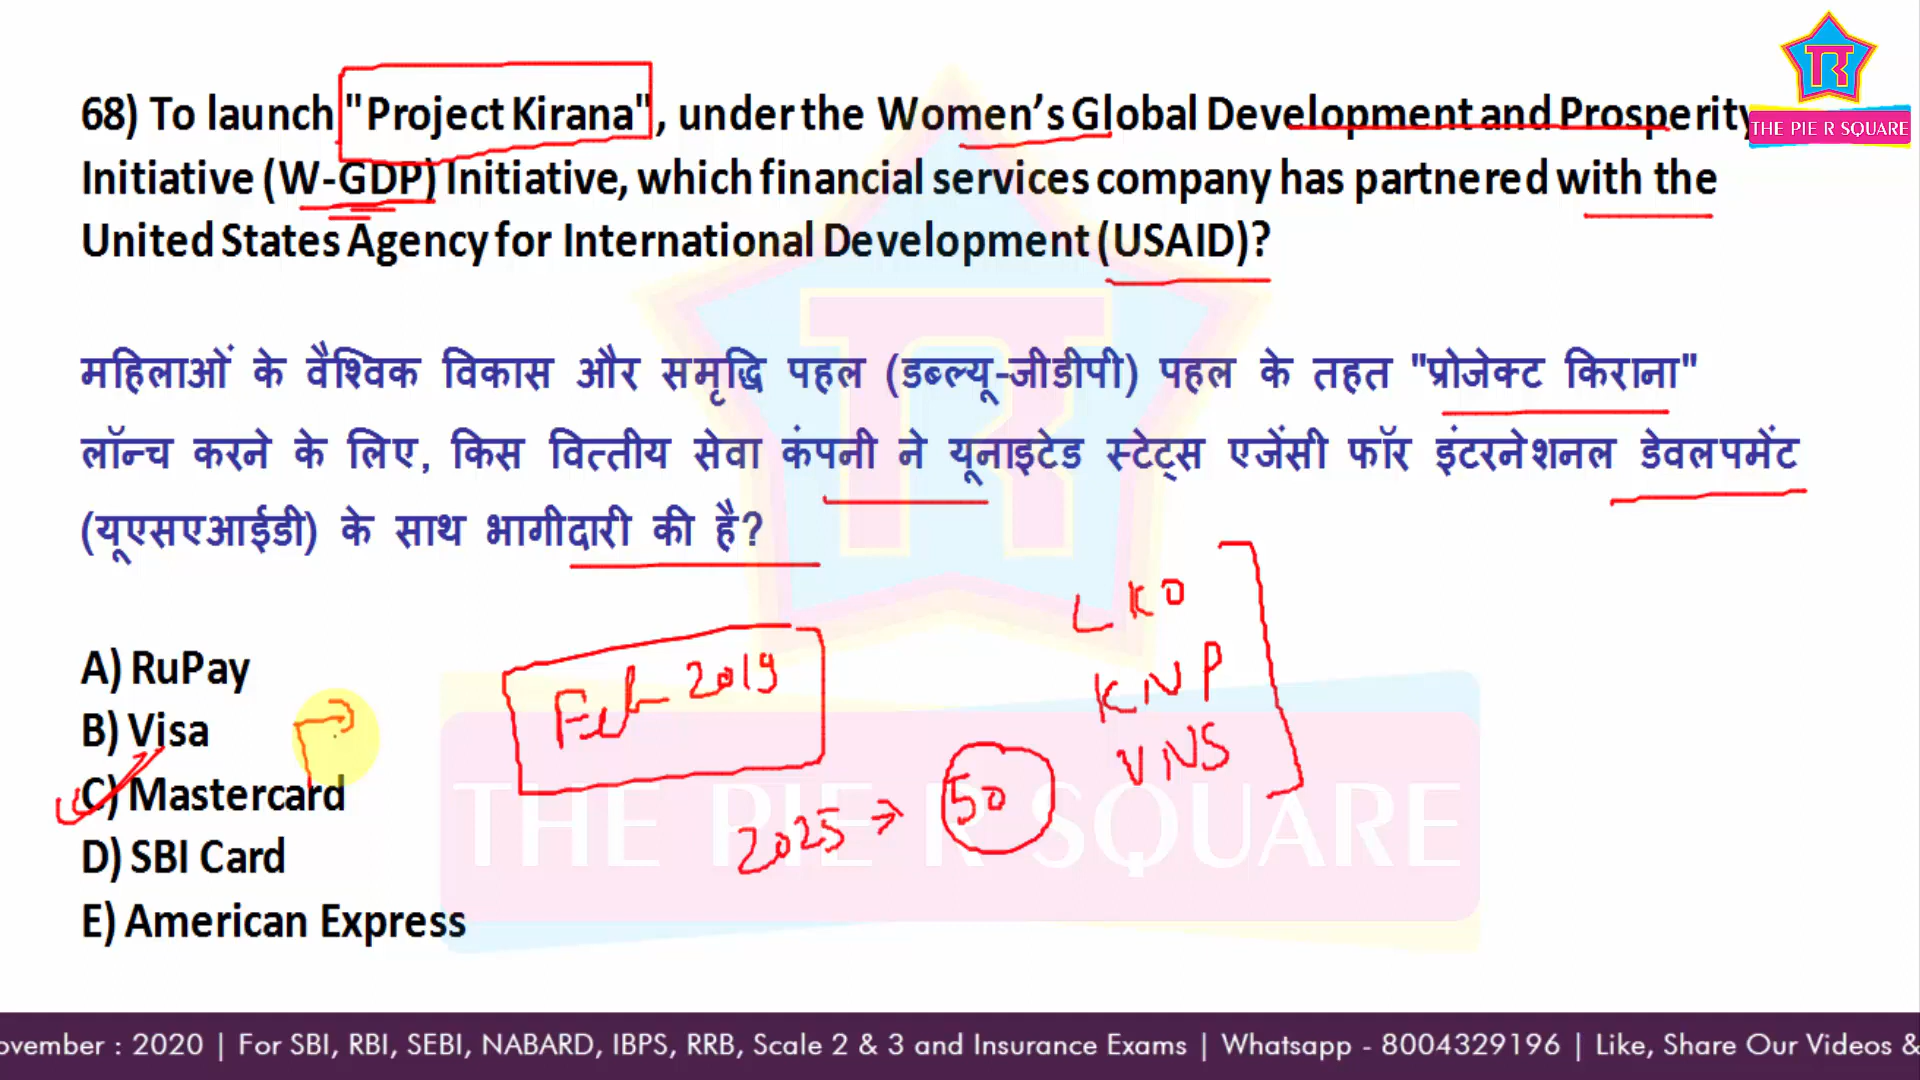 68) To launch "Project Kirana", under the Women's Global Development and Prosperity
Initiative (W-GDP) Initiative, which financial services company has partnered with the
United States Agency for International Development (USAID)?
महिलाओं के वैश्विक विकास और समृद्धि पहल (डब्ल्यू-जीडीपी) पहल के तहत "प्रोजेक्ट किराना"
लॉन्च करने के लिए, किस वित्तीय सेवा कंपनी ने यूनाइटेड स्टेट्स एजेंसी फॉर इंटरनेशनल डेवलपमेंट
(यूएसएआईडी) के साथ भागीदारी की है?
A) RuPay
B) Visa
C) Mastercard
D) SBI Card
E) American Express
Feb 2019
LKO
KNP
VNS
2025 → 50
THE PIE R SQUARE
THE PIE R SQUARE
ovember : 2020 | For SBI, RBI, SEBI, NABARD, IBPS, RRB, Scale 2 & 3 and Insurance Exams | Whatsapp - 8004329196 | Like, Share Our Videos &